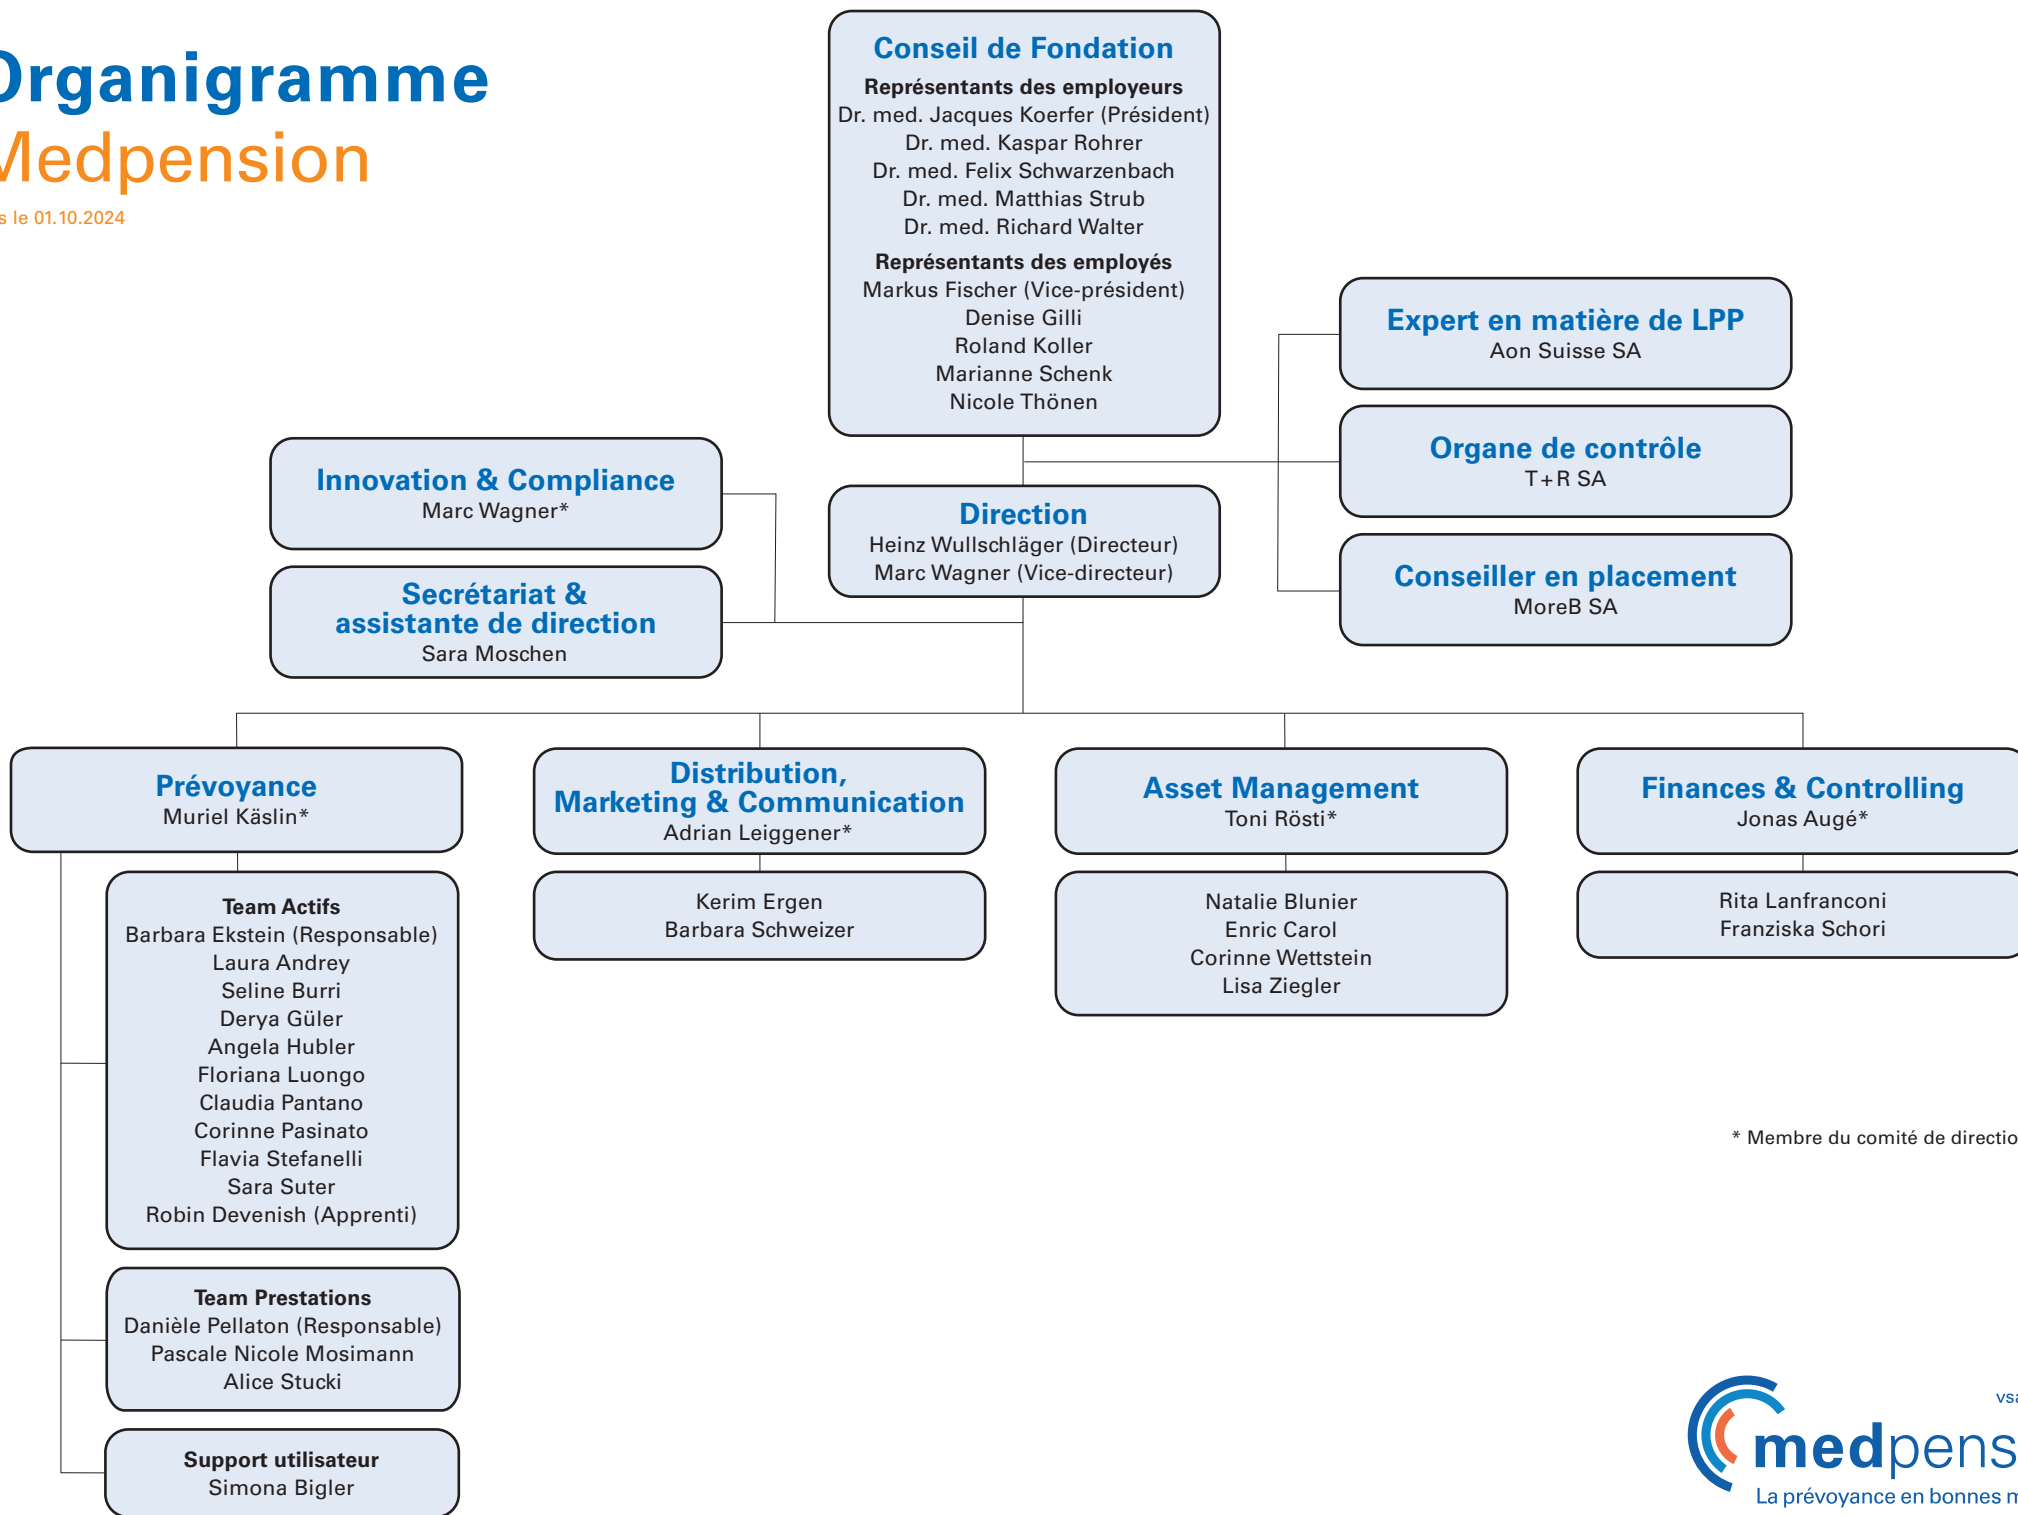 Organigramme
Medpension
s le 01.10.2024
Conseil de Fondation
Représentants des employeurs
Dr. med. Jacques Koerfer (Président)
Dr. med. Kaspar Rohrer
Dr. med. Felix Schwarzenbach
Dr. med. Matthias Strub
Dr. med. Richard Walter
Représentants des employés
Markus Fischer (Vice-président)
Denise Gilli
Roland Koller
Marianne Schenk
Nicole Thönen
Expert en matière de LPP
Aon Suisse SA
Organe de contrôle
T+R SA
Conseiller en placement
MoreB SA
Innovation & Compliance
Marc Wagner*
Secrétariat &
assistante de direction
Sara Moschen
Direction
Heinz Wullschläger (Directeur)
Marc Wagner (Vice-directeur)
Prévoyance
Muriel Käslin*
Distribution,
Marketing & Communication
Adrian Leiggener*
Asset Management
Toni Rösti*
Finances & Controlling
Jonas Augé*
Team Actifs
Barbara Ekstein (Responsable)
Laura Andrey
Seline Burri
Derya Güler
Angela Hubler
Floriana Luongo
Claudia Pantano
Corinne Pasinato
Flavia Stefanelli
Sara Suter
Robin Devenish (Apprenti)
Kerim Ergen
Barbara Schweizer
Natalie Blunier
Enric Carol
Corinne Wettstein
Lisa Ziegler
Rita Lanfranconi
Franziska Schori
Team Prestations
Danièle Pellaton (Responsable)
Pascale Nicole Mosimann
Alice Stucki
Support utilisateur
Simona Bigler
* Membre du comité de directio
vsa
medpens
La prévoyance en bonnes m